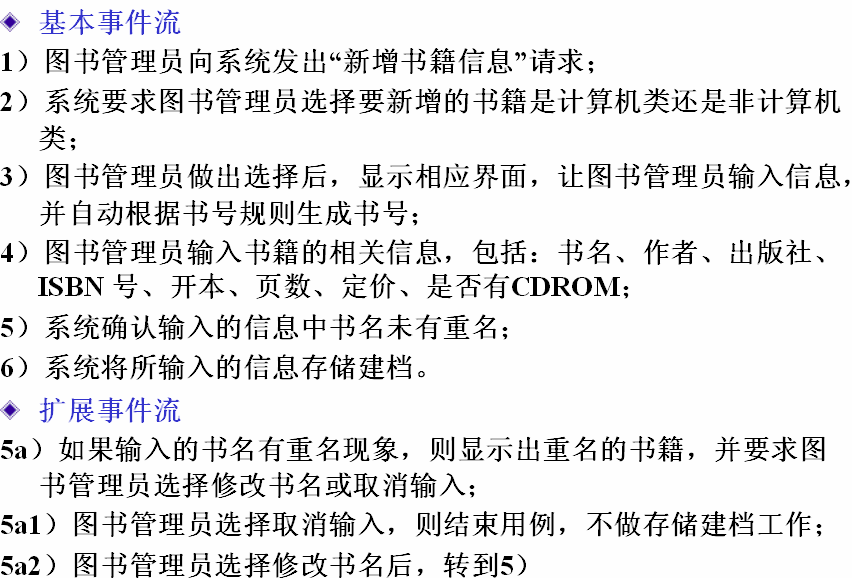 基本事件流
1）图书管理员向系统发出“新增书籍信息”请求；
2）系统要求图书管理员选择要新增的书籍是计算机类还是非计算机
类；
3）图书管理员做出选择后，显示相应界面，让图书管理员输入信息，
并自动根据书号规则生成书号；
4）图书管理员输入书籍的相关信息，包括：书名、作者、出版社、
ISBN 号、开本、页数、定价、是否有CDROM；
5）系统确认输入的信息中书名未有重名；
6）系统将所输入的信息存储建档。
扩展事件流
5a）如果输入的书名有重名现象，则显示出重名的书籍，并要求图
书管理员选择修改书名或取消输入；
5a1）图书管理员选择取消输入，则结束用例，不做存储建档工作；
5a2）图书管理员选择修改书名后，转到5）